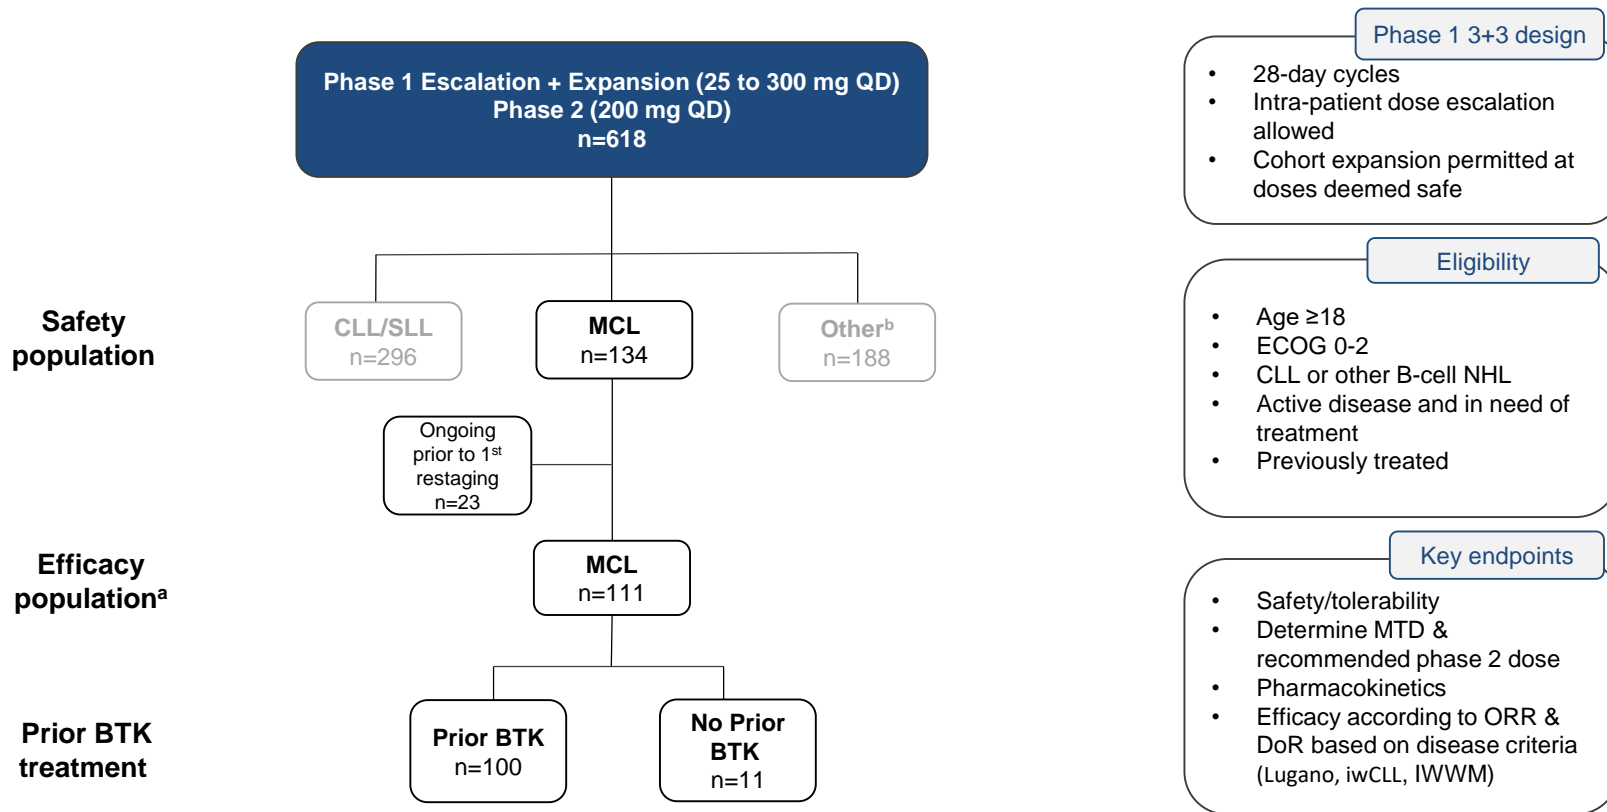 Phase 1 Escalation + Expansion (25 to 300 mg QD)
Phase 2 (200 mg QD)
n=618
Safety
population
CLL/SLL
n=296
MCL
n=134
Otherᵇ
n=188
Ongoing
prior to 1ˢᵗ
restaging
n=23
Efficacy
populationᵃ
MCL
n=111
Prior BTK
treatment
Prior BTK
n=100
No Prior
BTK
n=11
Phase 1 3+3 design
• 28-day cycles
• Intra-patient dose escalation
allowed
• Cohort expansion permitted at
doses deemed safe
Eligibility
• Age ≥18
• ECOG 0-2
• CLL or other B-cell NHL
• Active disease and in need of
treatment
• Previously treated
Key endpoints
• Safety/tolerability
• Determine MTD &
recommended phase 2 dose
• Pharmacokinetics
• Efficacy according to ORR &
DoR based on disease criteria
(Lugano, iwCLL, IWWM)